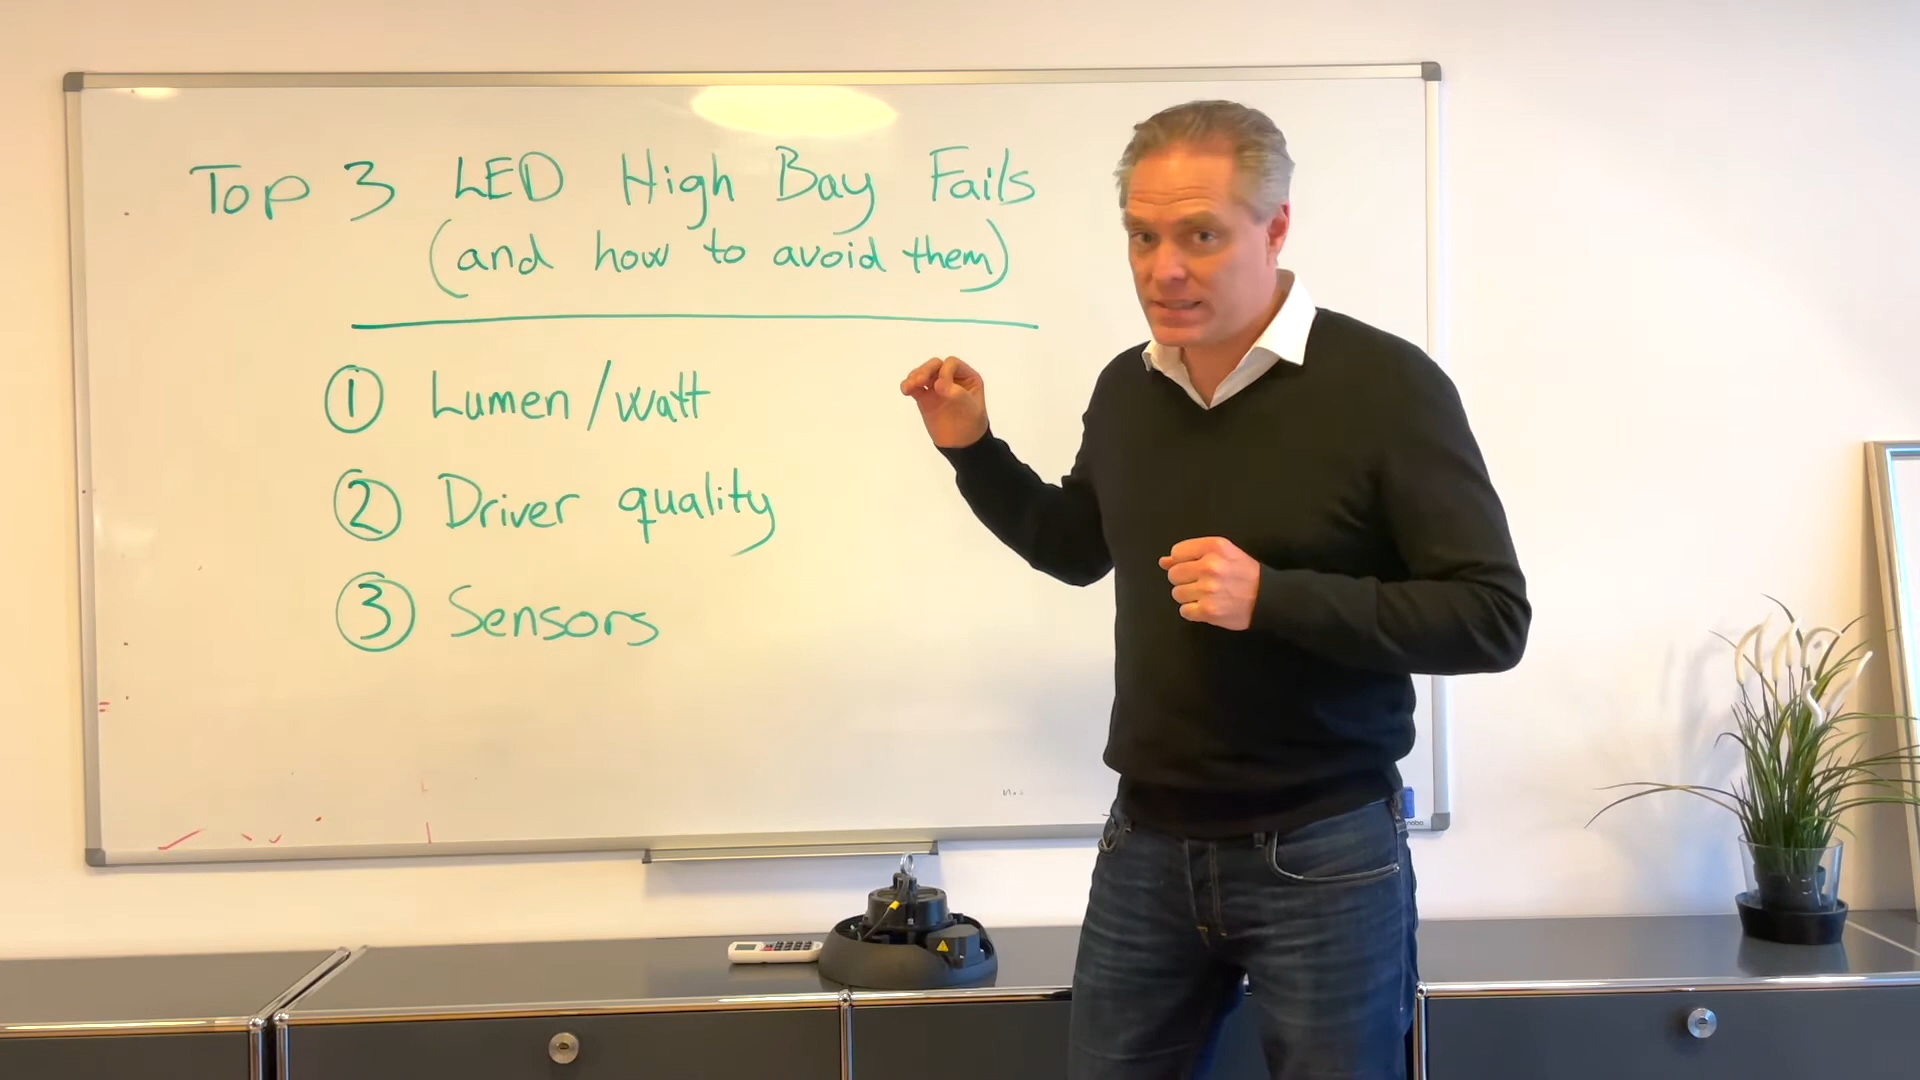 Top 3 LED High Bay Fails
(and how to avoid them)
1 Lumen/watt
2 Driver quality
3 Sensors